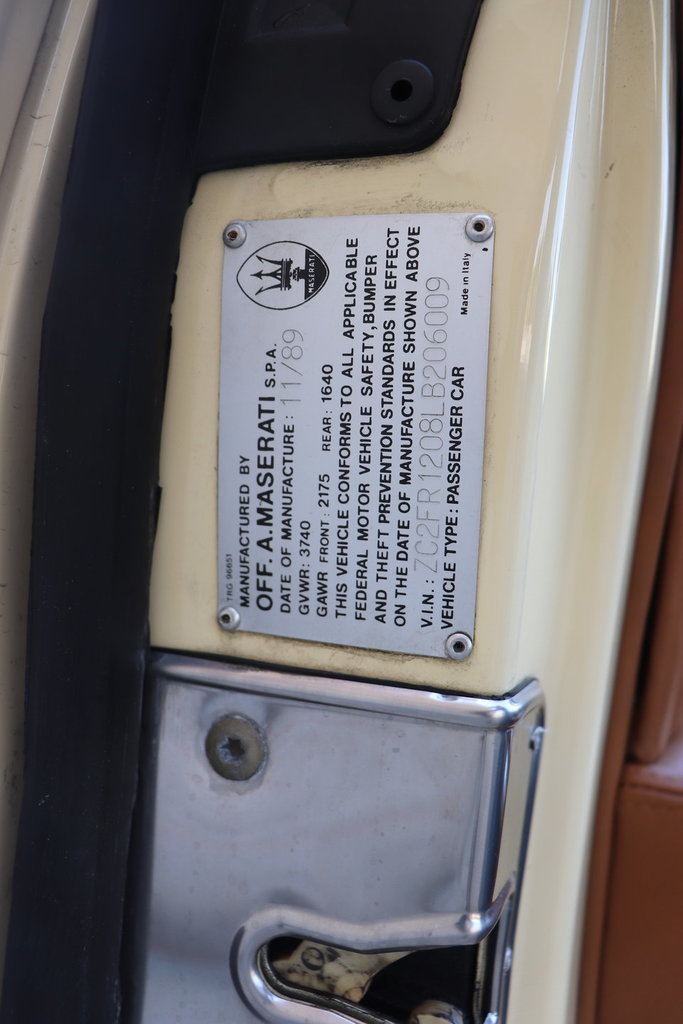 TRG 96651
MANUFACTURED BY
OFF. A. MASERATI S.P.A.
MASERATI
DATE OF MANUFACTURE: 11/89
GVWR: 3740
GAWR FRONT: 2175 REAR: 1640
THIS VEHICLE CONFORMS TO ALL APPLICABLE
FEDERAL MOTOR VEHICLE SAFETY, BUMPER
AND THEFT PREVENTION STANDARDS IN EFFECT
ON THE DATE OF MANUFACTURE SHOWN ABOVE
V.I.N.: ZC2FR1208LB206009
VEHICLE TYPE: PASSENGER CAR
Made in Italy